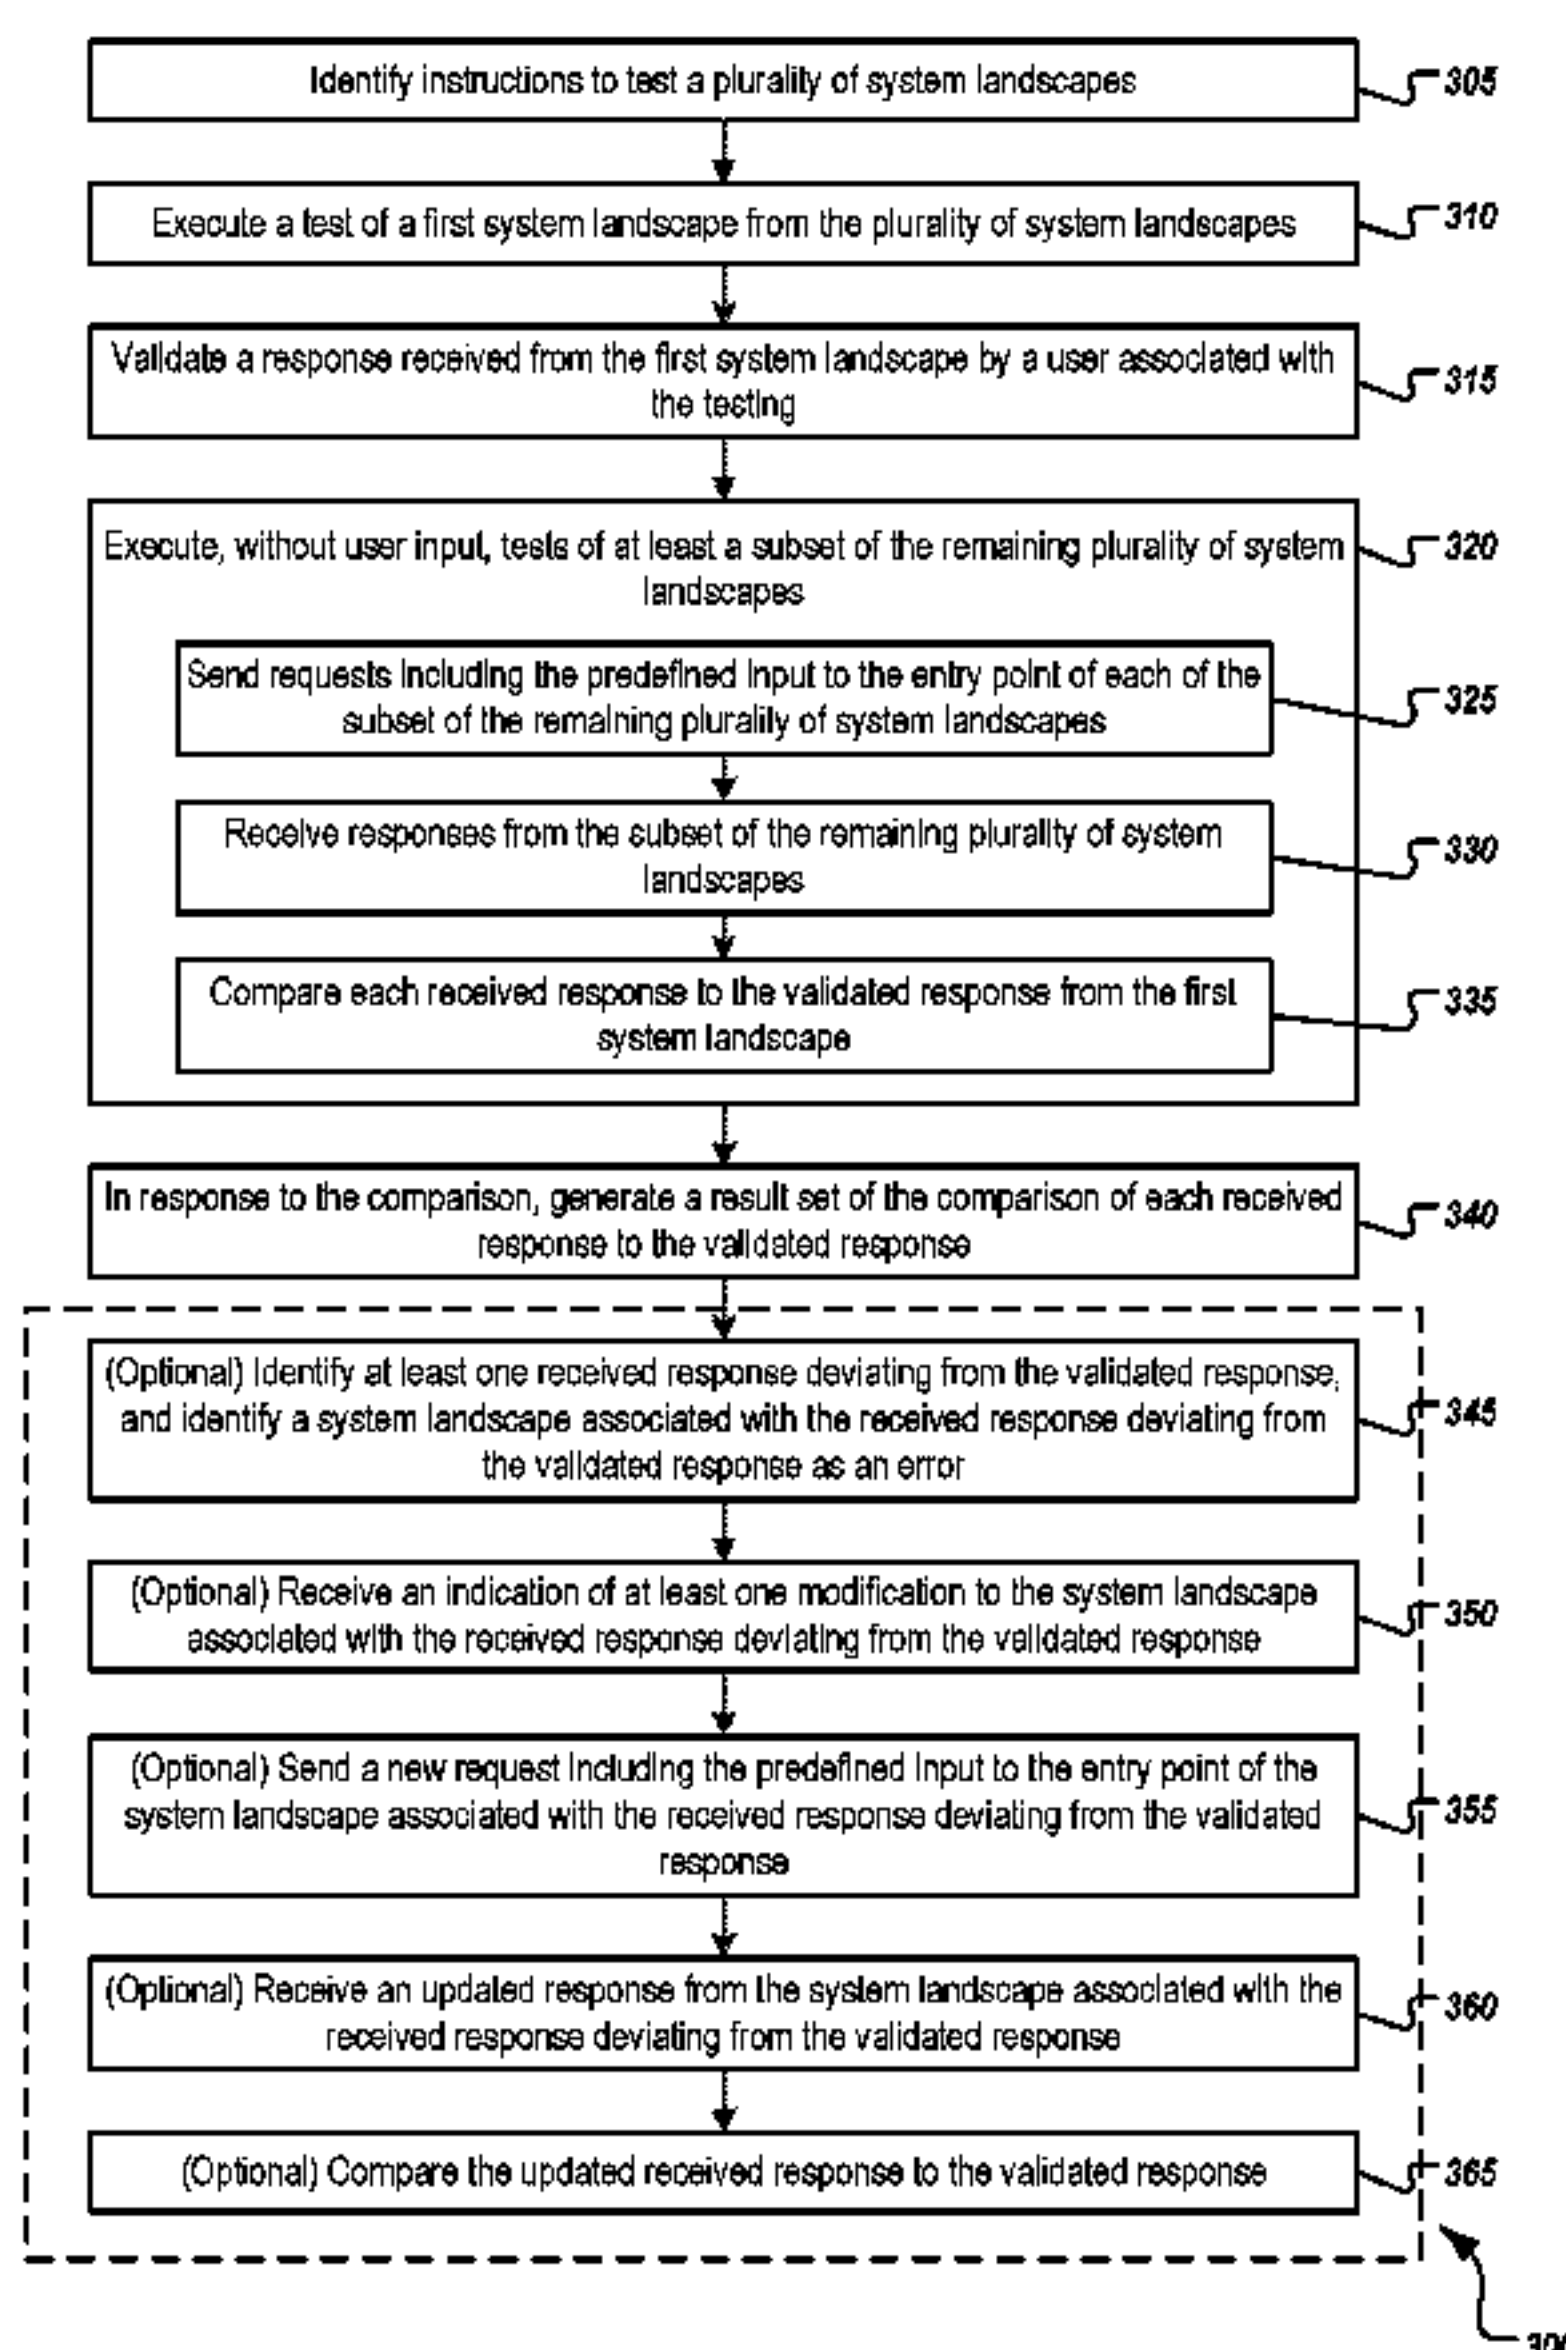 Identify instructions to test a plurality of system landscapes
305
Execute a test of a first system landscape from the plurality of system landscapes
310
Validate a response received from the first system landscape by a user associated with
the testing
315
Execute, without user input, tests of at least a subset of the remaining plurality of system
landscapes
320
Send requests including the predefined input to the entry point of each of the
subset of the remaining plurality of system landscapes
325
Receive responses from the subset of the remaining plurality of system
landscapes
330
Compare each received response to the validated response from the first
system landscape
335
In response to the comparison, generate a result set of the comparison of each received
response to the validated response
340
(Optional) Identify at least one received response deviating from the validated response,
and identify a system landscape associated with the received response deviating from
the validated response as an error
345
(Optional) Receive an indication of at least one modification to the system landscape
associated with the received response deviating from the validated response
350
(Optional) Send a new request including the predefined input to the entry point of the
system landscape associated with the received response deviating from the validated
response
355
(Optional) Receive an updated response from the system landscape associated with the
received response deviating from the validated response
360
(Optional) Compare the updated received response to the validated response
365